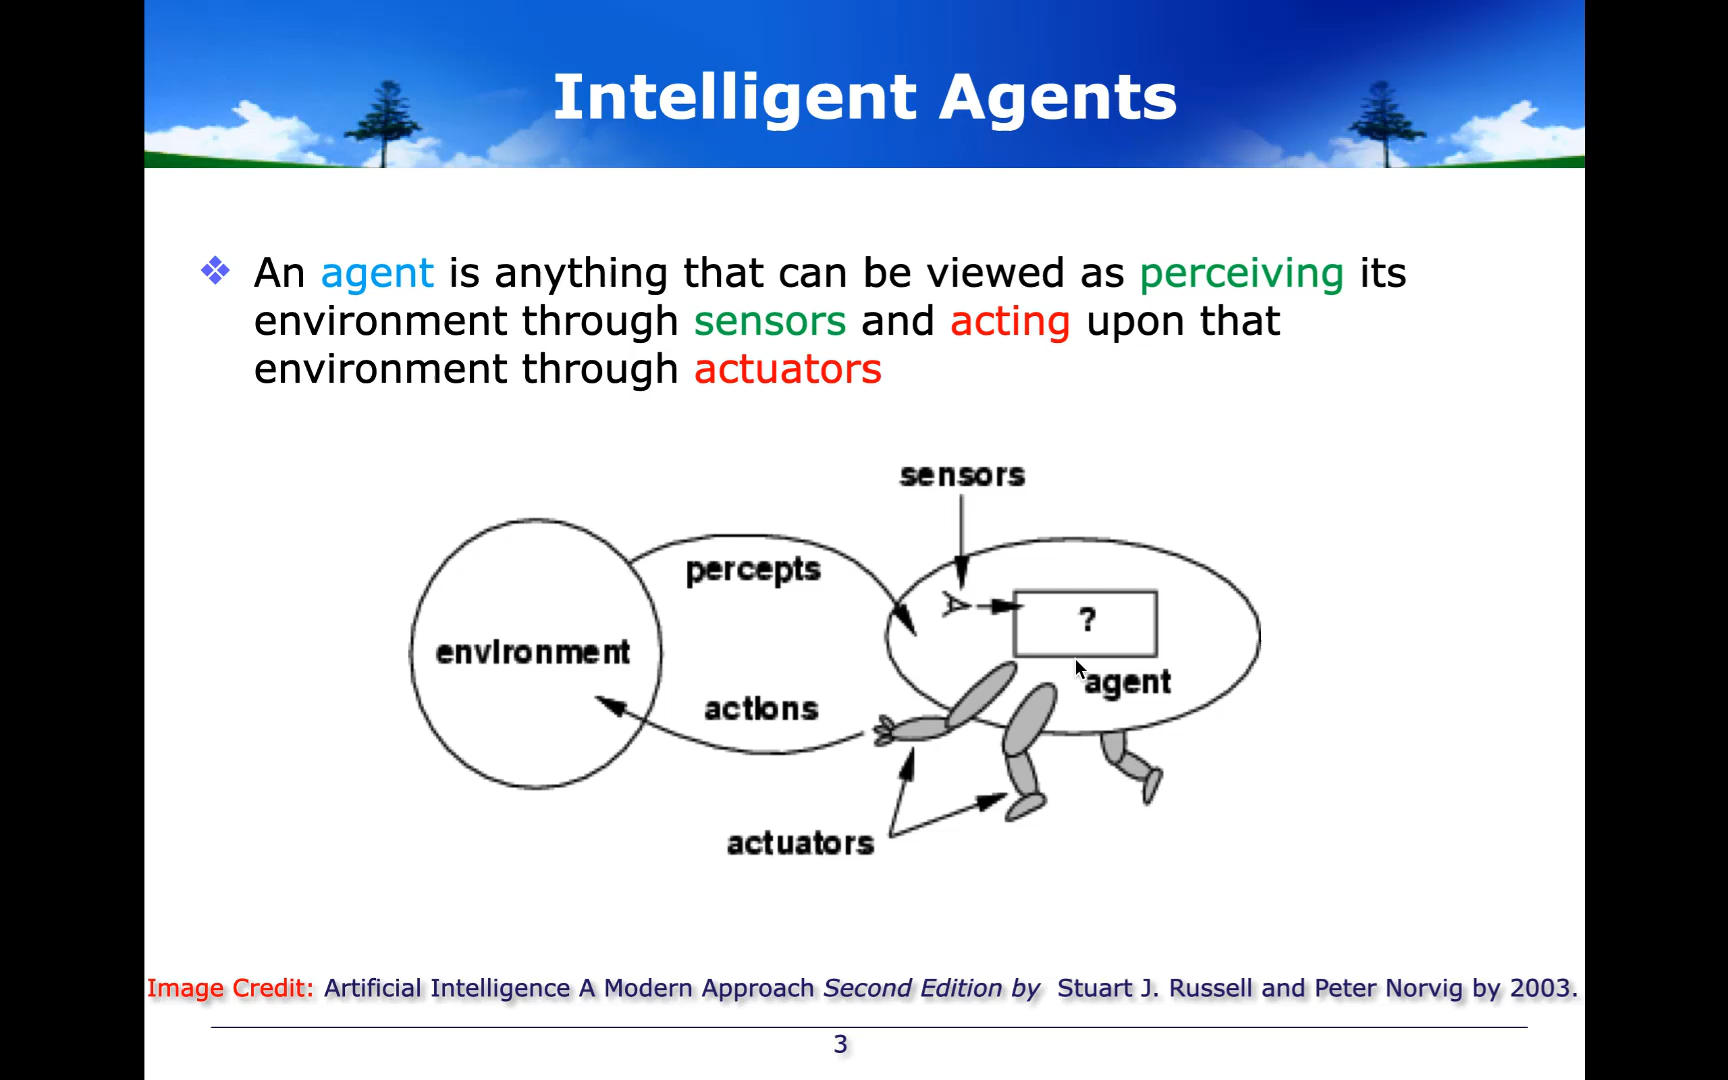 Intelligent Agents
❖ An agent is anything that can be viewed as perceiving its
environment through sensors and acting upon that
environment through actuators
sensors
percepts
?
environment
agent
actions
actuators
Image Credit: Artificial Intelligence A Modern Approach Second Edition by Stuart J. Russell and Peter Norvig by 2003.
3